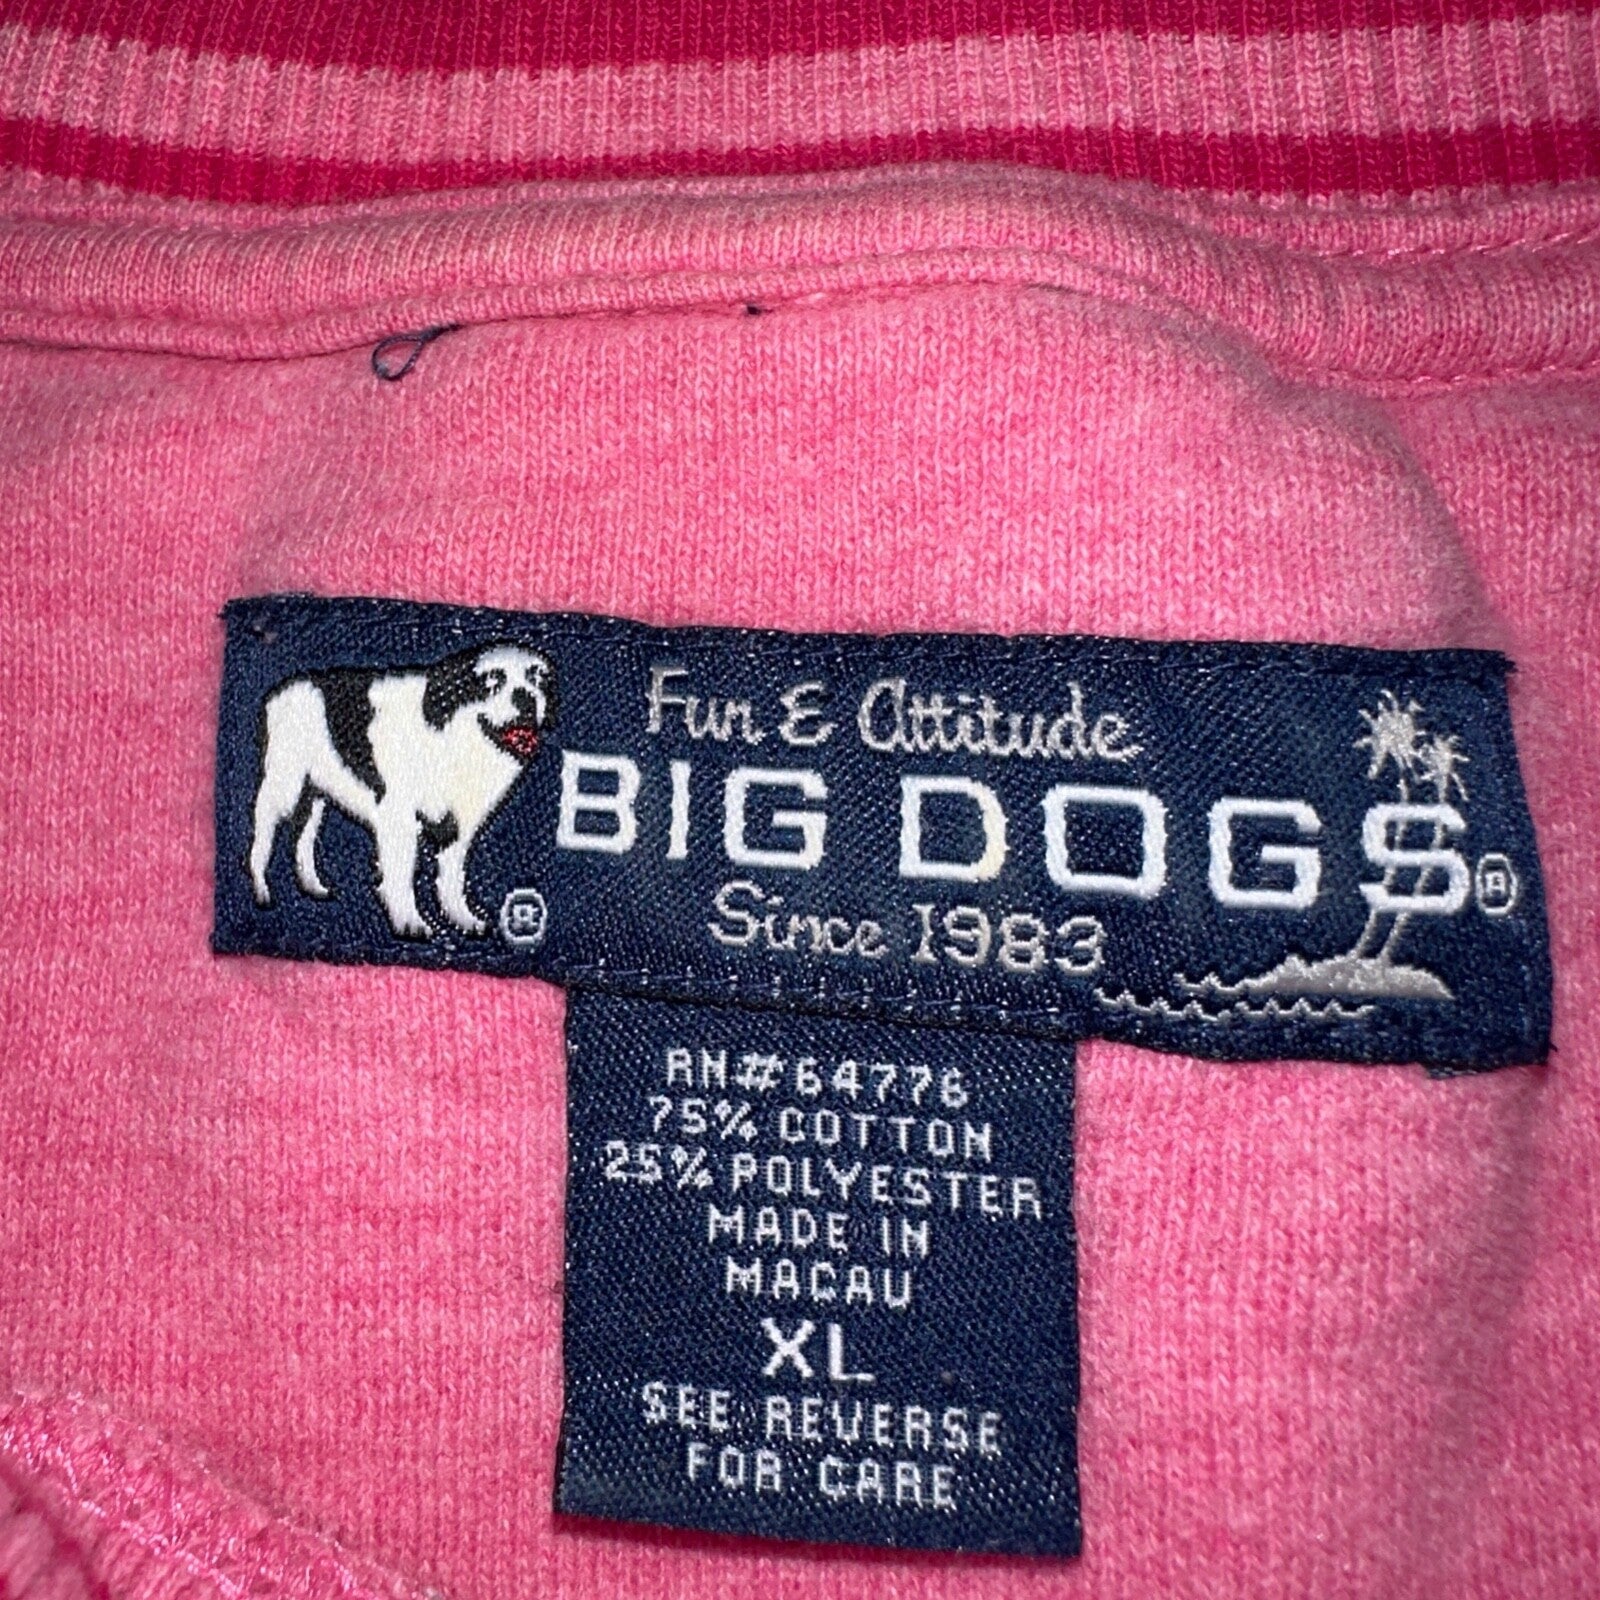 Fun & Attitude
BIG DOGS®
Since 1983
®
RN#64776
75% COTTON
25% POLYESTER
MADE IN
MACAU
XL
SEE REVERSE
FOR CARE